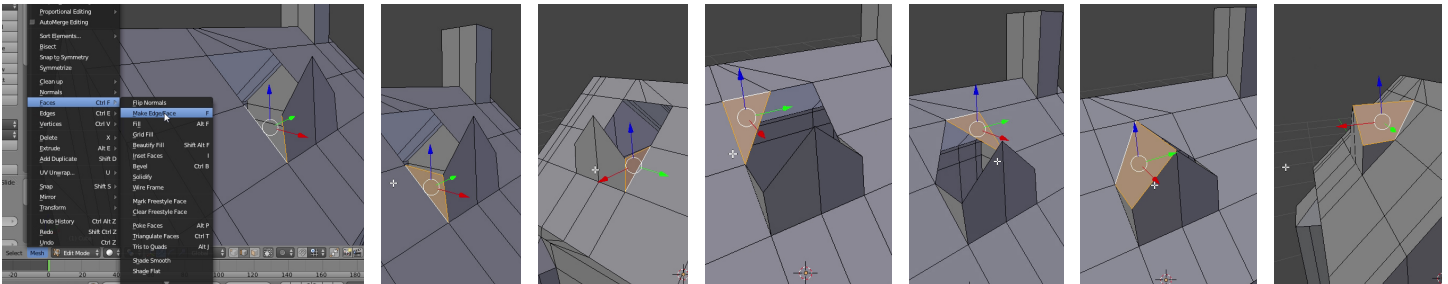 Proportional Editing
AutoMerge Editing
Sort Elements...
Bisect
Snap to Symmetry
Symmetrize
Clean up
Normals
Faces Ctrl F
Edges Ctrl E
Vertices Ctrl V
Delete X
Extrude Alt E
Add Duplicate Shift D
UV Unwrap... U
Snap Shift S
Mirror
Transform
Undo History Ctrl Alt Z
Redo Shift Ctrl Z
Undo Ctrl Z
Flip Normals
Make Edge/Face F
Fill Alt F
Grid Fill
Beautify Fill Shift Alt F
Inset Faces I
Bevel Ctrl B
Solidify
Wire Frame
Mark Freestyle Face
Clear Freestyle Face
Poke Faces Alt P
Triangulate Faces Ctrl T
Tris to Quads Alt J
Shade Smooth
Shade Flat
Slide
Select Mesh Edit Mode
-20 0 20 40 100 120 140 160 180